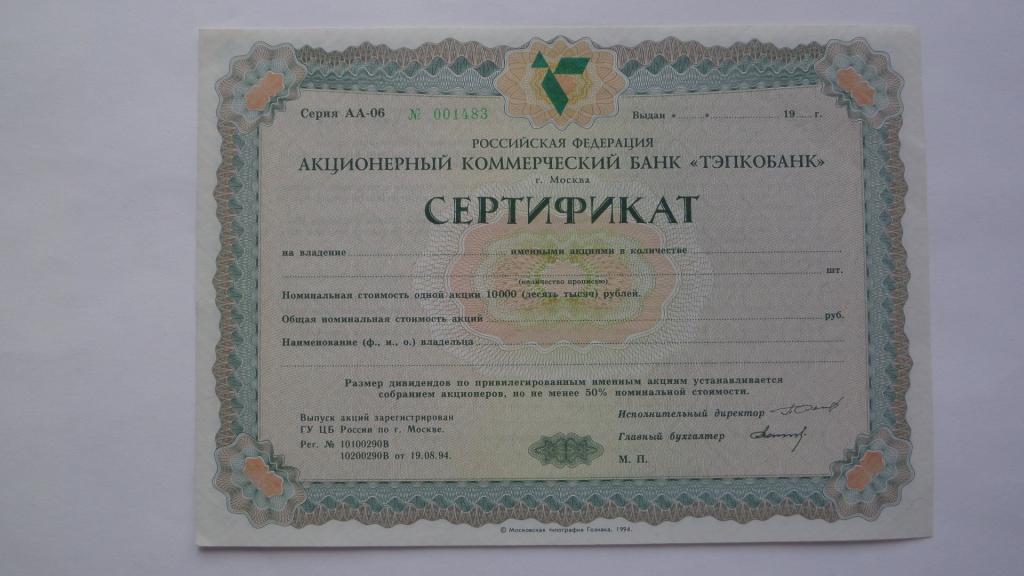 Серия АА-06 № 001483 Выдан « » 19 г.
РОССИЙСКАЯ ФЕДЕРАЦИЯ
АКЦИОНЕРНЫЙ КОММЕРЧЕСКИЙ БАНК «ТЭПКОБАНК»
г. Москва
СЕРТИФИКАТ
на владение именными акциями в количестве
шт.
(количество прописью)
Номинальная стоимость одной акции 10000 (десять тысяч) рублей.
Общая номинальная стоимость акций руб.
Наименование (ф., и., о.) владельца
Размер дивидендов по привилегированным именным акциям устанавливается
собранием акционеров, но не менее 50% номинальной стоимости.
Выпуск акций зарегистрирован
ГУ ЦБ России по г. Москве.
Рег. № 10100290В
10200290В от 19.08.94.
Исполнительный директор
Главный бухгалтер
М. П.
© Московская типография Гознака, 1994.